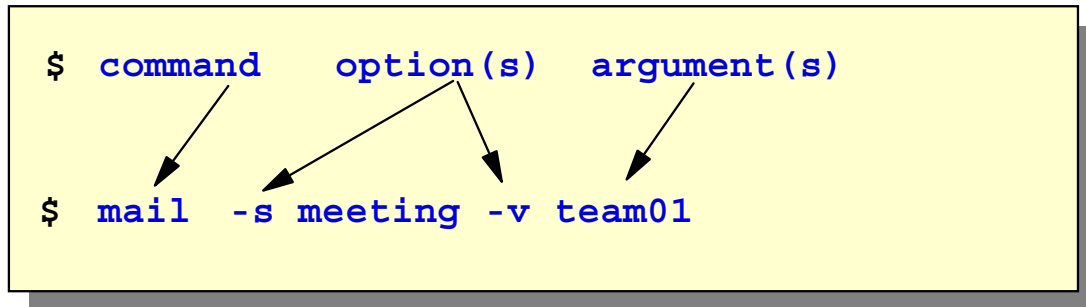 $ command option(s) argument(s)
$ mail -s meeting -v team01